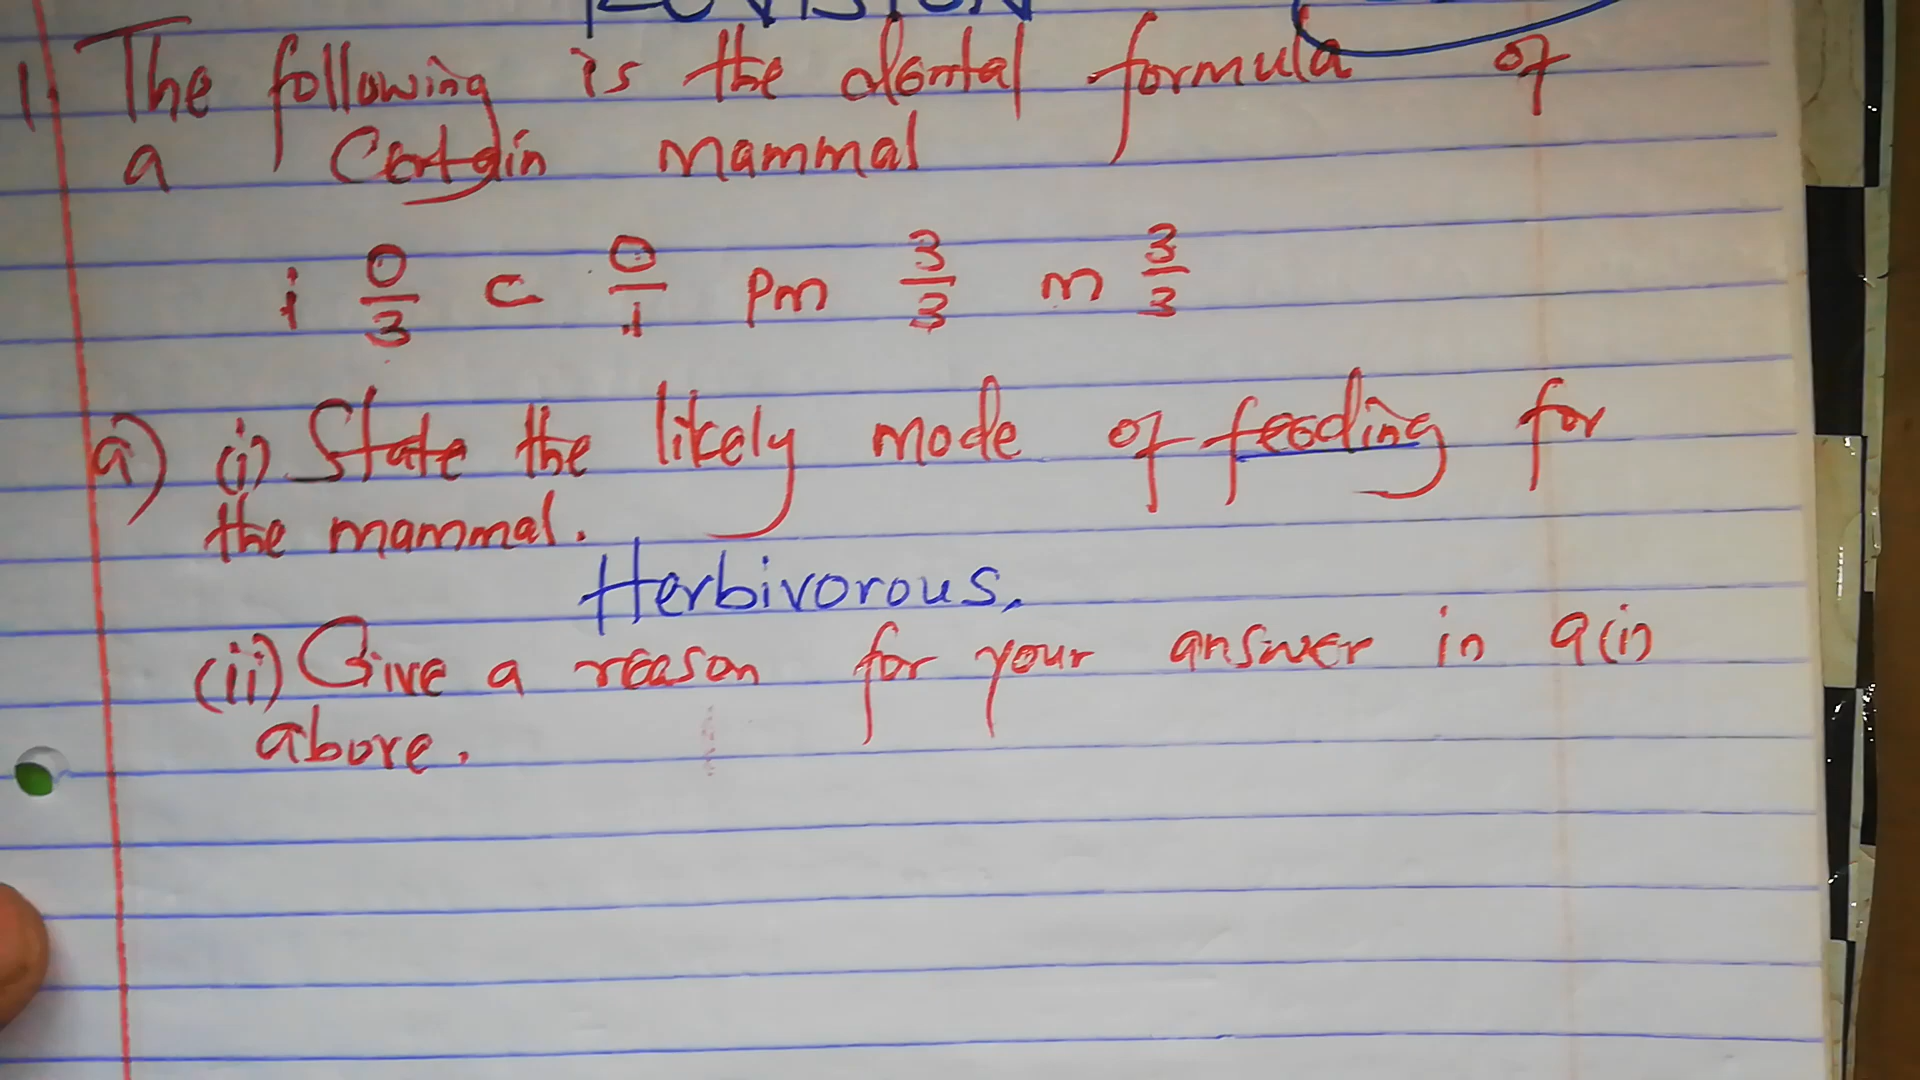 REVISION
1) The following is the dental formula of
a certain mammal
i 0/3 c 0/1 pm 3/3 m 3/3
a) (i) State the likely mode of feeding for
the mammal.
Herbivorous.
(ii) Give a reason for your answer in a(i)
above.